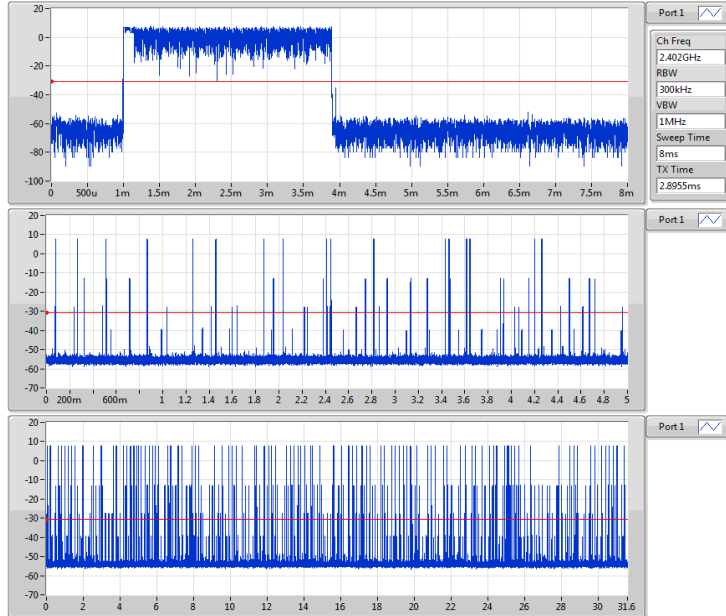 20
0
-20
-40
-60
-80
-100
0 500u 1m 1.5m 2m 2.5m 3m 3.5m 4m 4.5m 5m 5.5m 6m 6.5m 7m 7.5m 8m
Port 1
Ch Freq
2.402GHz
RBW
300kHz
VBW
1MHz
Sweep Time
8ms
TX Time
2.8955ms
20
10
0
-10
-20
-30
-40
-50
-60
-70
0 200m 600m 1 1.2 1.4 1.6 1.8 2 2.2 2.4 2.6 2.8 3 3.2 3.4 3.6 3.8 4 4.2 4.4 4.6 4.8 5
Port 1
20
10
0
-10
-20
-30
-40
-50
-60
-70
0 2 4 6 8 10 12 14 16 18 20 22 24 26 28 30 31.6
Port 1